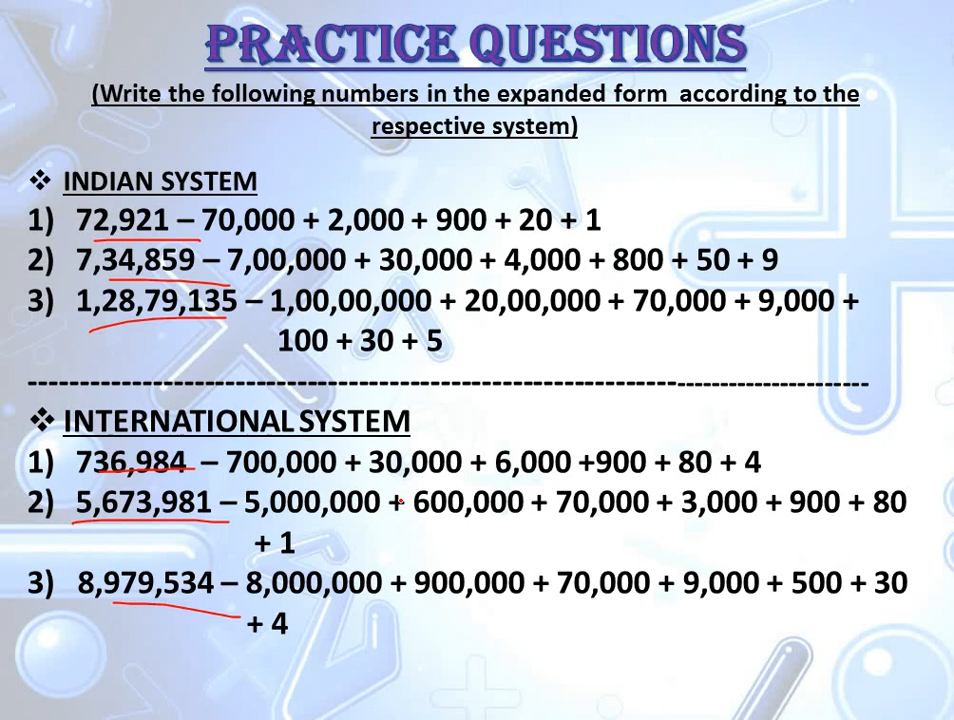 PRACTICE QUESTIONS
(Write the following numbers in the expanded form according to the
respective system)
❖ INDIAN SYSTEM
1) 72,921 – 70,000 + 2,000 + 900 + 20 + 1
2) 7,34,859 – 7,00,000 + 30,000 + 4,000 + 800 + 50 + 9
3) 1,28,79,135 – 1,00,00,000 + 20,00,000 + 70,000 + 9,000 +
100 + 30 + 5
--------------------------------------------------------------------------------
❖ INTERNATIONAL SYSTEM
1) 736,984 – 700,000 + 30,000 + 6,000 +900 + 80 + 4
2) 5,673,981 – 5,000,000 + 600,000 + 70,000 + 3,000 + 900 + 80
+ 1
3) 8,979,534 – 8,000,000 + 900,000 + 70,000 + 9,000 + 500 + 30
+ 4